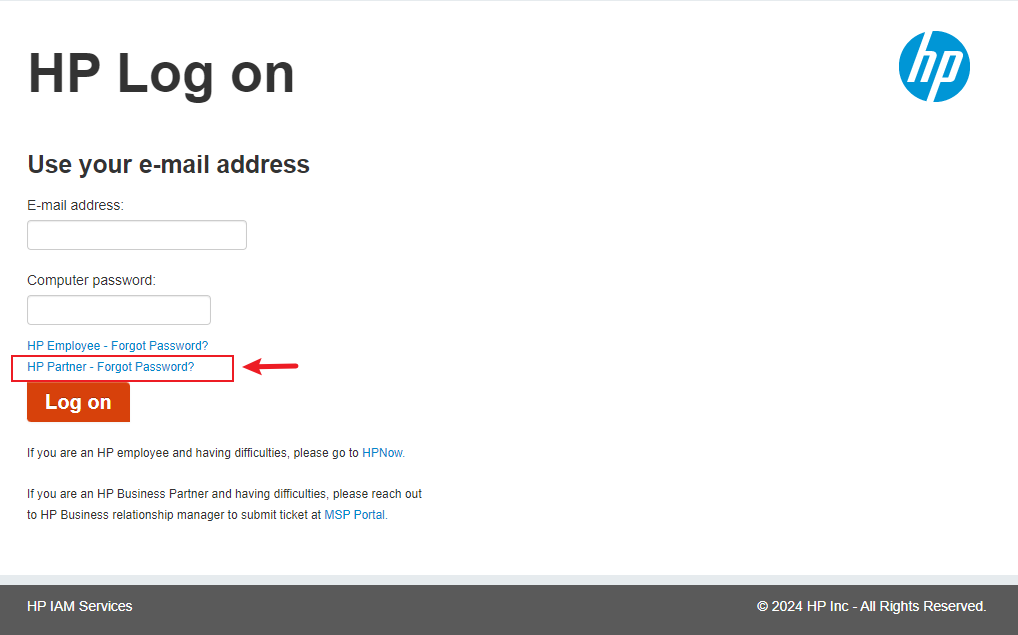 HP Log on
hp
Use your e-mail address
E-mail address:
Computer password:
HP Employee - Forgot Password?
HP Partner - Forgot Password?
Log on
If you are an HP employee and having difficulties, please go to HPNow.
If you are an HP Business Partner and having difficulties, please reach out
to HP Business relationship manager to submit ticket at MSP Portal.
HP IAM Services
© 2024 HP Inc - All Rights Reserved.